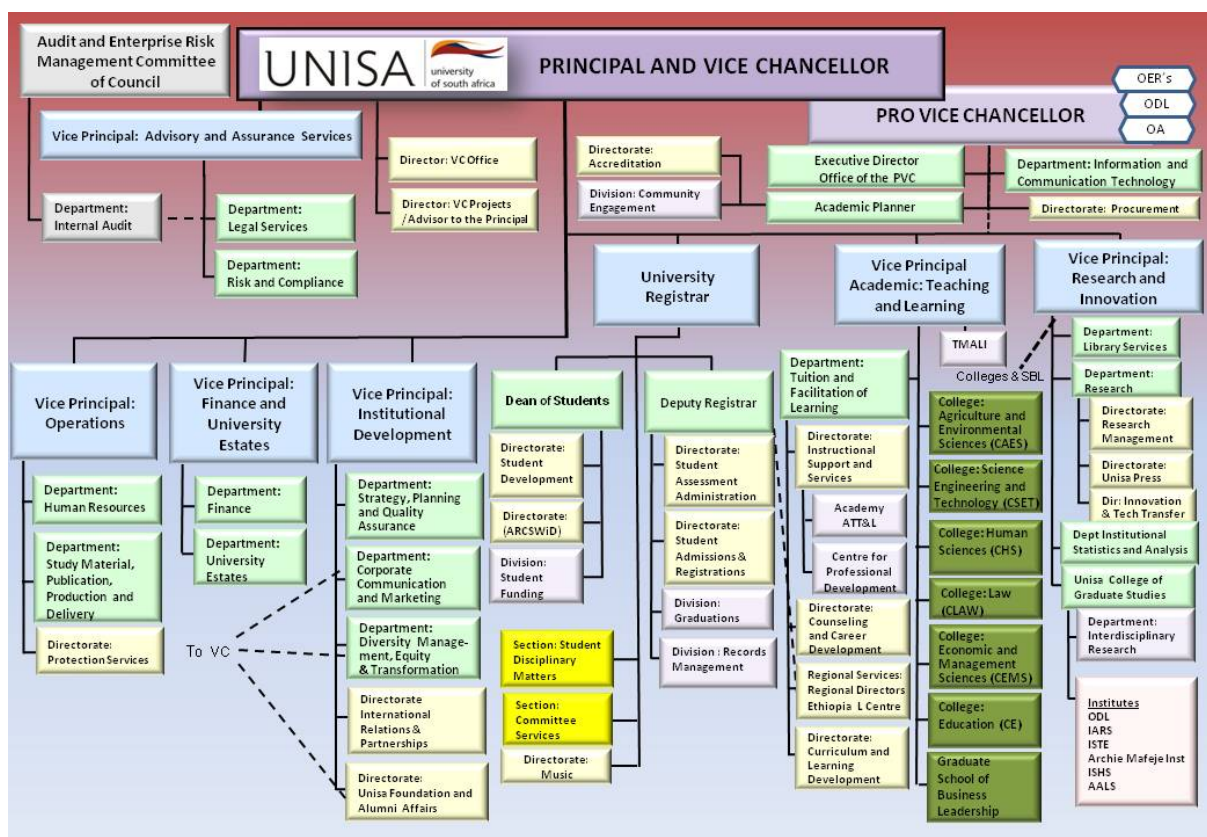 Audit and Enterprise Risk
Management Committee
of Council
UNISA
university
of south africa
PRINCIPAL AND VICE CHANCELLOR
OER's
ODL
OA
PRO VICE CHANCELLOR
Vice Principal: Advisory and Assurance Services
Director: VC Office
Director: VC Projects
/Advisor to the Principal
Directorate:
Accreditation
Division: Community
Engagement
Executive Director
Office of the PVC
Academic Planner
Department: Information and
Communication Technology
Directorate: Procurement
Department:
Internal Audit
Department:
Legal Services
Department:
Risk and Compliance
University
Registrar
Vice Principal
Academic: Teaching
and Learning
Vice Principal:
Research and
Innovation
TMALI
Colleges & SBL
Vice Principal:
Operations
Department:
Human Resources
Department:
Study Material,
Publication,
Production and
Delivery
Directorate:
Protection Services
Vice Principal:
Finance and
University
Estates
Department:
Finance
Department:
University
Estates
To VC
Vice Principal:
Institutional
Development
Department:
Strategy, Planning
and Quality
Assurance
Department:
Corporate
Communication
and Marketing
Department:
Diversity Manage-
ment, Equity
& Transformation
Directorate
International
Relations &
Partnerships
Directorate:
Unisa Foundation and
Alumni Affairs
Dean of Students
Directorate:
Student
Development
Directorate:
(ARCSWiD)
Division:
Student
Funding
Section: Student
Disciplinary
Matters
Section:
Committee
Services
Directorate:
Music
Deputy Registrar
Directorate:
Student
Assessment
Administration
Directorate:
Student
Admissions &
Registrations
Division:
Graduations
Division: Records
Management
Department:
Tuition and
Facilitation of
Learning
Directorate:
Instructional
Support and
Services
Academy
ATT&L
Centre for
Professional
Development
Directorate:
Counseling
and Career
Development
Regional Services:
Regional Directors
Ethiopia L Centre
Directorate:
Curriculum and
Learning
Development
College:
Agriculture and
Environmental
Sciences (CAES)
College: Science
Engineering and
Technology (CSET)
College: Human
Sciences (CHS)
College: Law
(CLAW)
College:
Economic and
Management
Sciences (CEMS)
College:
Education (CE)
Graduate
School of
Business
Leadership
Department:
Library Services
Department:
Research
Directorate:
Research
Management
Directorate:
Unisa Press
Dir: Innovation
& Tech Transfer
Dept Institutional
Statistics and Analysis
Unisa College of
Graduate Studies
Department:
Interdisciplinary
Research
Institutes
ODL
IARS
ISTE
Archie Mafeje Inst
ISHS
AALS